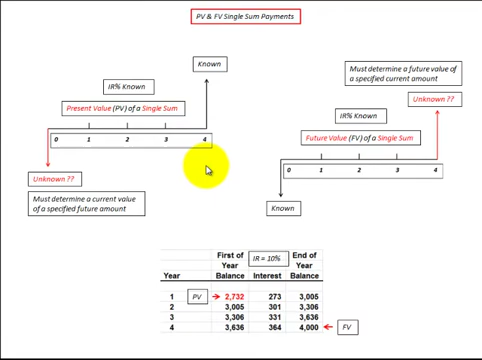 PV & FV Single Sum Payments
Known
IR% Known
Present Value (PV) of a Single Sum
0 1 2 3 4
Unknown ??
Must determine a current value
of a specified future amount
Must determine a future value of
a specified current amount
Unknown ??
IR% Known
Future Value (FV) of a Single Sum
0 1 2 3 4
Known
First of IR = 10% End of
Year Year
Year Balance Interest Balance
1 PV 2,732 273 3,005
2 3,005 301 3,306
3 3,306 331 3,636
4 3,636 364 4,000 FV